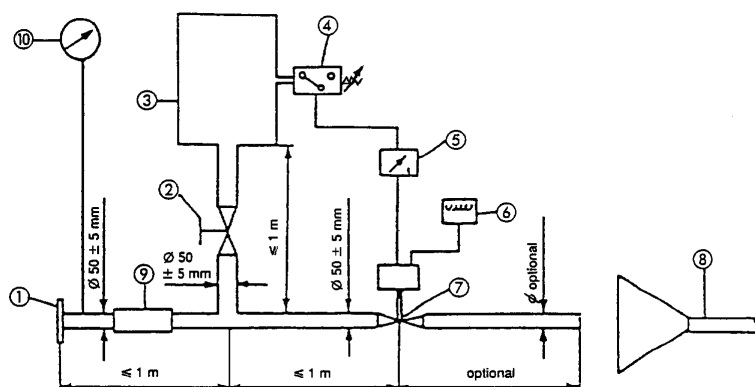 10
4
3
5
2
≤ 1 m
6
Ø 50 ± 5 mm
Ø 50
± 5 mm
Ø 50 ± 5 mm
Ø optional
1
9
7
8
≤ 1 m
≤ 1 m
optional